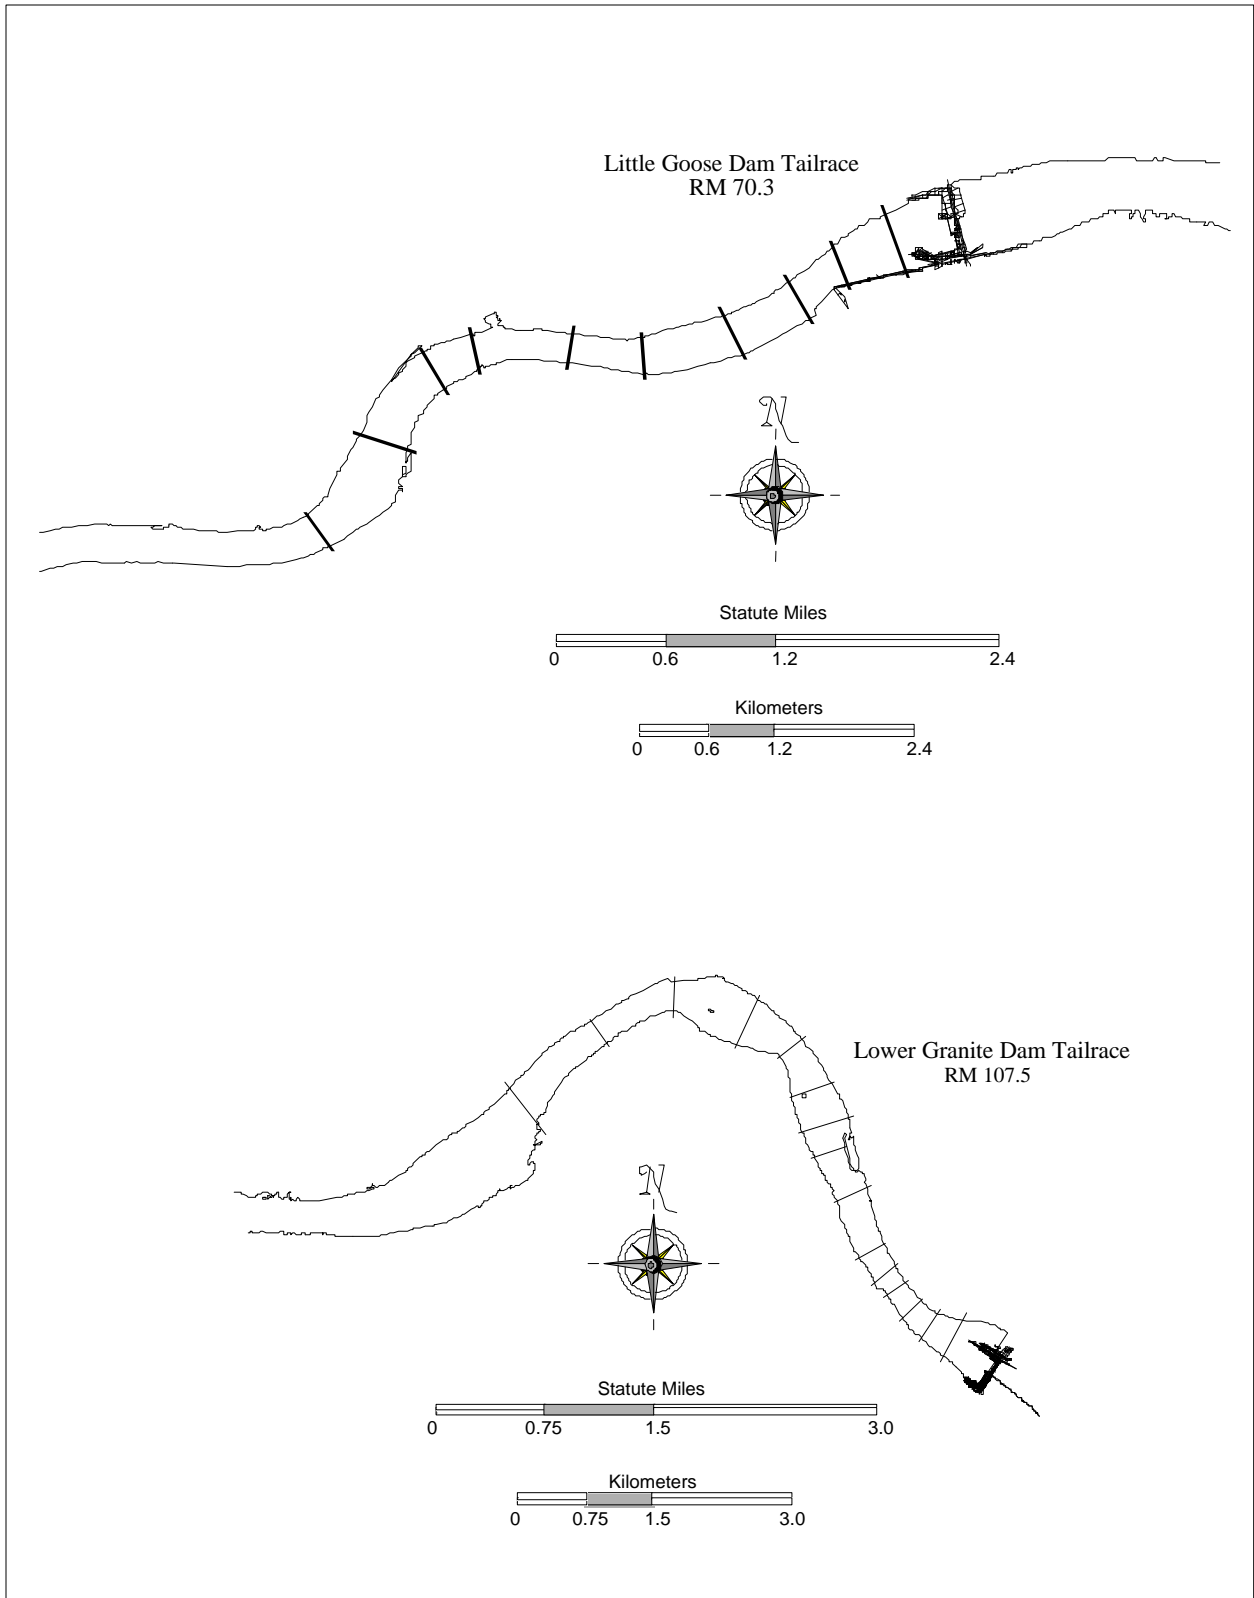 Little Goose Dam Tailrace
RM 70.3
N
Statute Miles
0 0.6 1.2 2.4
Kilometers
0 0.6 1.2 2.4
Lower Granite Dam Tailrace
RM 107.5
N
Statute Miles
0 0.75 1.5 3.0
Kilometers
0 0.75 1.5 3.0